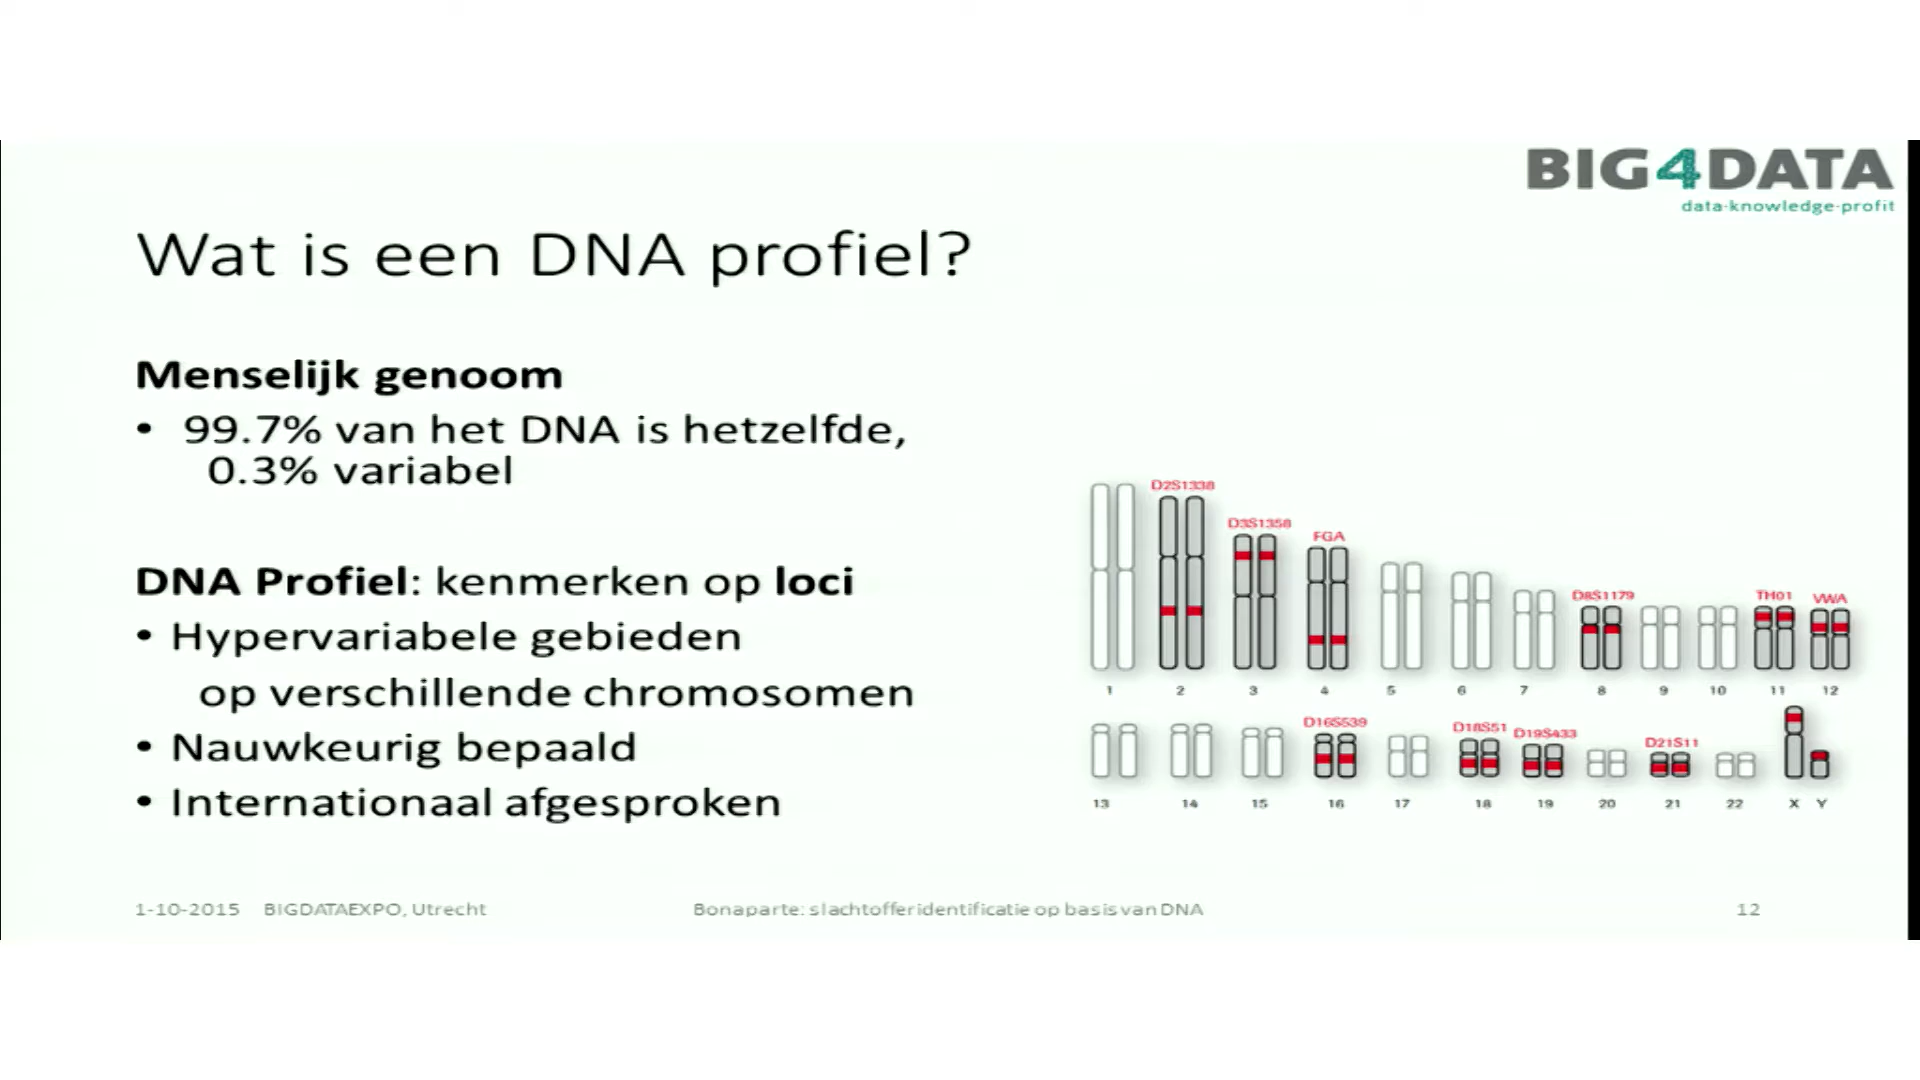 BIG4DATA
data·knowledge·profit
Wat is een DNA profiel?
Menselijk genoom
• 99.7% van het DNA is hetzelfde,
0.3% variabel
DNA Profiel: kenmerken op loci
• Hypervariabele gebieden
op verschillende chromosomen
• Nauwkeurig bepaald
• Internationaal afgesproken
D2S1338
D3S1358
FGA
D8S1179
TH01
VWA
1 2 3 4 5 6 7 8 9 10 11 12
D16S539
D18S51
D19S433
D21S11
13 14 15 16 17 18 19 20 21 22 X Y
1-10-2015 BIGDATAEXPO, Utrecht Bonaparte: slachtofferidentificatie op basis van DNA 12